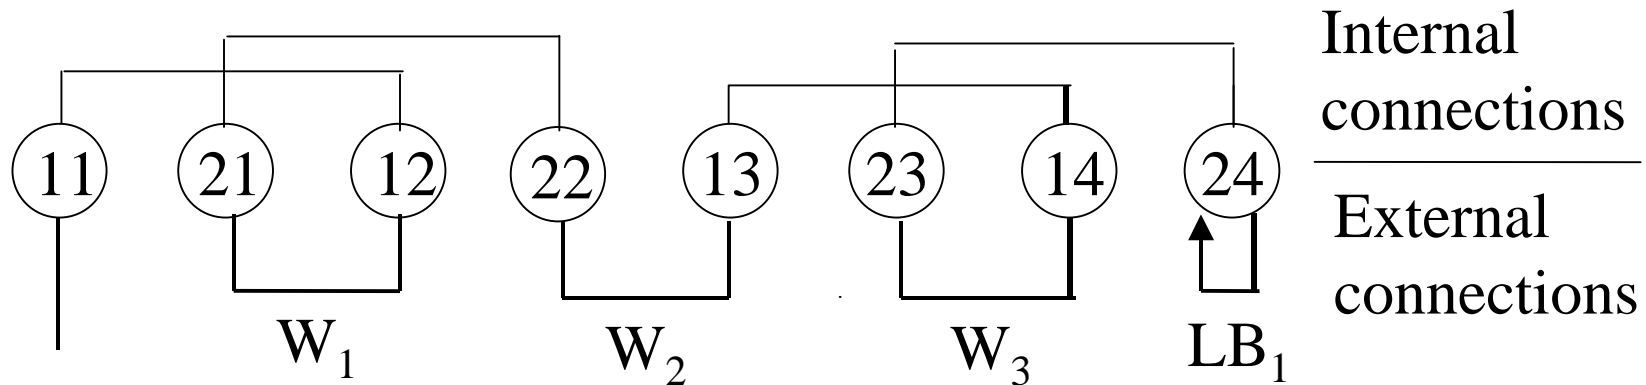 Internal
connections
11 21 12 22 13 23 14 24
External
connections
W₁ W₂ W₃ LB₁